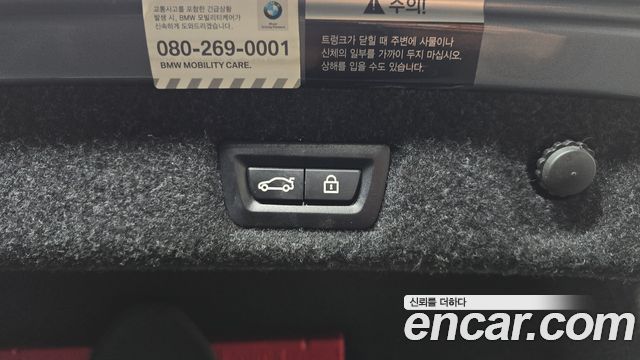 교통사고를 포함한 긴급상황
발생 시, BMW 모빌리티케어가
신속하게 도와드리겠습니다.
080-269-0001
BMW MOBILITY CARE.
주의!
트렁크가 닫힐 때 주변에 사물이나
신체의 일부를 가까이 두지 마십시오.
상해를 입을 수도 있습니다.
신뢰를 더하다
encar.com